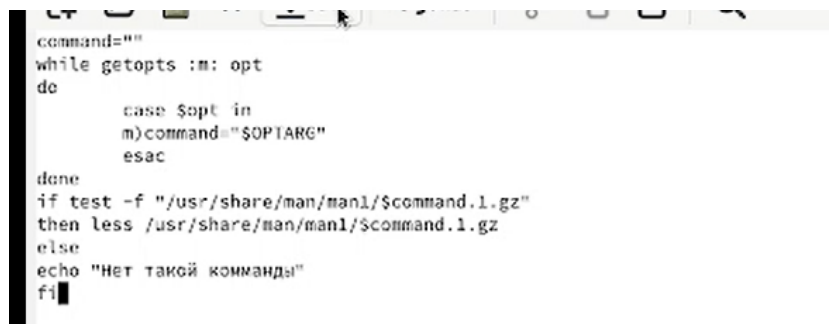 command=""
while getopts :m: opt
do
case $opt in
m)command="$OPTARG"
esac
done
if test -f "/usr/share/man/man1/$command.1.gz"
then less /usr/share/man/man1/$command.1.gz
else
echo "Нет такой комманды"
fi